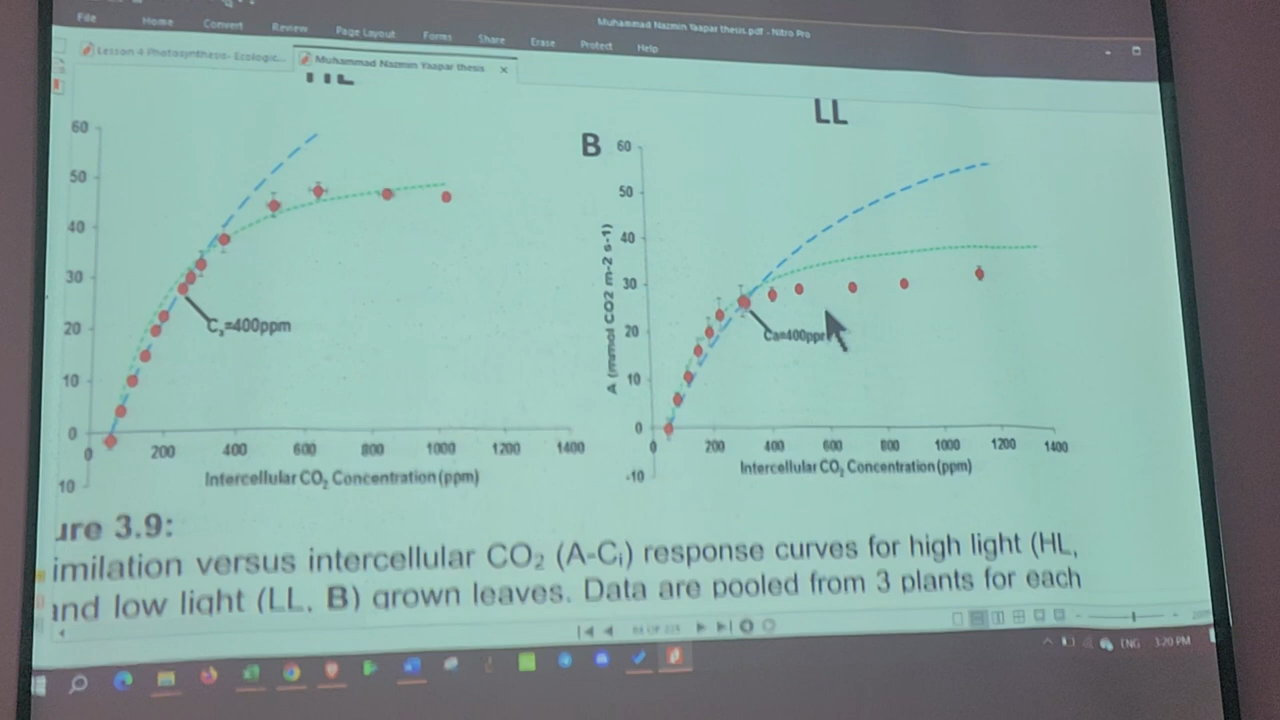 Muhammad Nazmin Yaapar thesis.pdf - Nitro Pro
File Home Convert Review Page Layout Forms Share Erase Protect Help
Lesson 4 Photosynthesis- Ecologic... Muhammad Nazmin Yaapar thesis ×
LL
B
60
50
40
30
20
10
0
10
0 200 400 600 800 1000 1200 1400
Intercellular CO₂ Concentration (ppm)
Cₐ=400ppm
A (mmol CO2 m-2 s-1)
60
50
40
30
20
10
0
-10
0 200 400 600 800 1000 1200 1400
Intercellular CO₂ Concentration (ppm)
Ca=400ppm
ure 3.9:
imilation versus intercellular CO₂ (A-Cᵢ) response curves for high light (HL,
and low light (LL, B) grown leaves. Data are pooled from 3 plants for each
ENG 3:20 PM